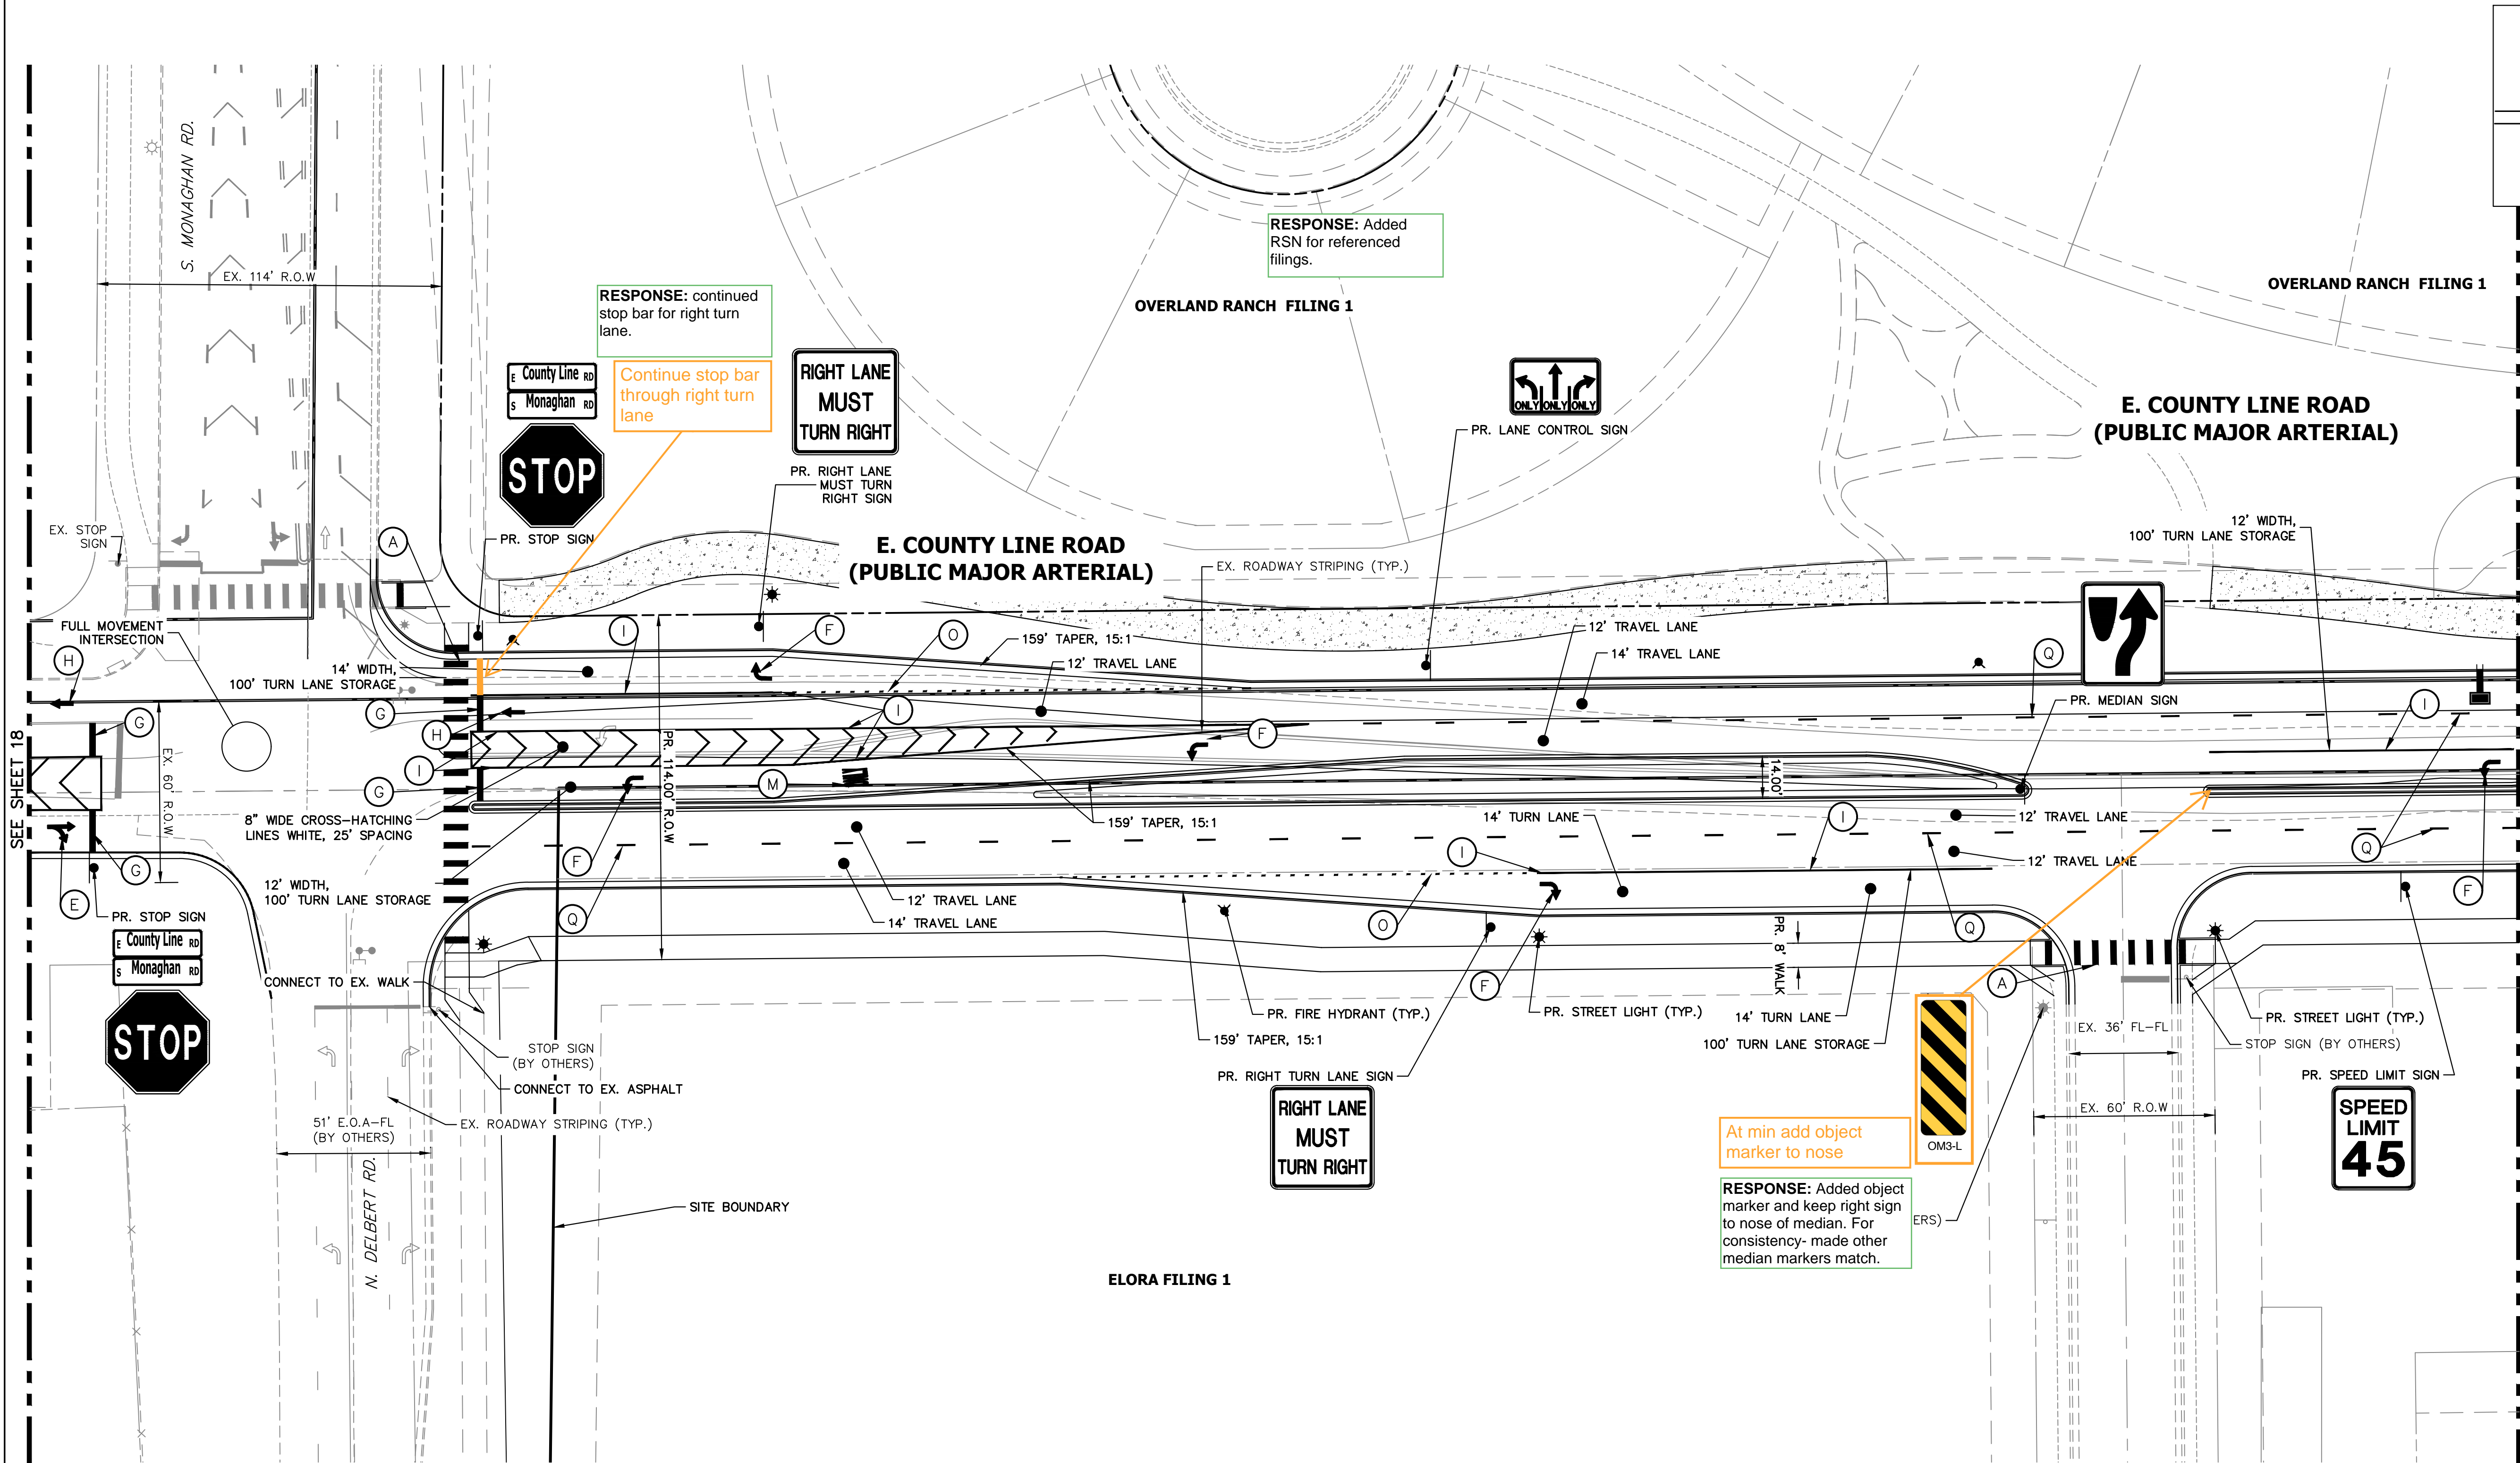 S. MONAGHAN RD.
EX. 114' R.O.W
RESPONSE: Added
RSN for referenced
filings.
OVERLAND RANCH FILING 1
OVERLAND RANCH FILING 1
RESPONSE: continued
stop bar for right turn
lane.
E County Line RD
S Monaghan RD
STOP
Continue stop bar
through right turn
lane
RIGHT LANE
MUST
TURN RIGHT
PR. RIGHT LANE
MUST TURN
RIGHT SIGN
ONLY ONLY ONLY
PR. LANE CONTROL SIGN
E. COUNTY LINE ROAD
(PUBLIC MAJOR ARTERIAL)
EX. STOP
SIGN
A
PR. STOP SIGN
E. COUNTY LINE ROAD
(PUBLIC MAJOR ARTERIAL)
EX. ROADWAY STRIPING (TYP.)
12' WIDTH,
100' TURN LANE STORAGE
FULL MOVEMENT
INTERSECTION
H
I
F
O
159' TAPER, 15:1
12' TRAVEL LANE
12' TRAVEL LANE
14' TRAVEL LANE
Q
14' WIDTH,
100' TURN LANE STORAGE
G
G
H
I
I
F
PR. MEDIAN SIGN
I
SEE SHEET 18
EX. 60' R.O.W
PR. 114.00' R.O.W
G
M
14.00'
8" WIDE CROSS-HATCHING
LINES WHITE, 25' SPACING
159' TAPER, 15:1
14' TURN LANE
I
12' TRAVEL LANE
Q
G
F
I
12' TRAVEL LANE
F
12' WIDTH,
100' TURN LANE STORAGE
E
PR. STOP SIGN
Q
12' TRAVEL LANE
14' TRAVEL LANE
O
Q
E County Line RD
S Monaghan RD
STOP
CONNECT TO EX. WALK
PR. 8' WALK
F
A
PR. FIRE HYDRANT (TYP.)
PR. STREET LIGHT (TYP.)
14' TURN LANE
100' TURN LANE STORAGE
EX. 36' FL-FL
PR. STREET LIGHT (TYP.)
STOP SIGN (BY OTHERS)
159' TAPER, 15:1
STOP SIGN
(BY OTHERS)
CONNECT TO EX. ASPHALT
PR. RIGHT TURN LANE SIGN
PR. SPEED LIMIT SIGN
51' E.O.A-FL
(BY OTHERS)
EX. ROADWAY STRIPING (TYP.)
RIGHT LANE
MUST
TURN RIGHT
EX. 60' R.O.W
SPEED
LIMIT
45
At min add object
marker to nose
OM3-L
N. DELBERT RD.
SITE BOUNDARY
RESPONSE: Added object
marker and keep right sign
to nose of median. For
consistency- made other
median markers match.
ERS)
ELORA FILING 1